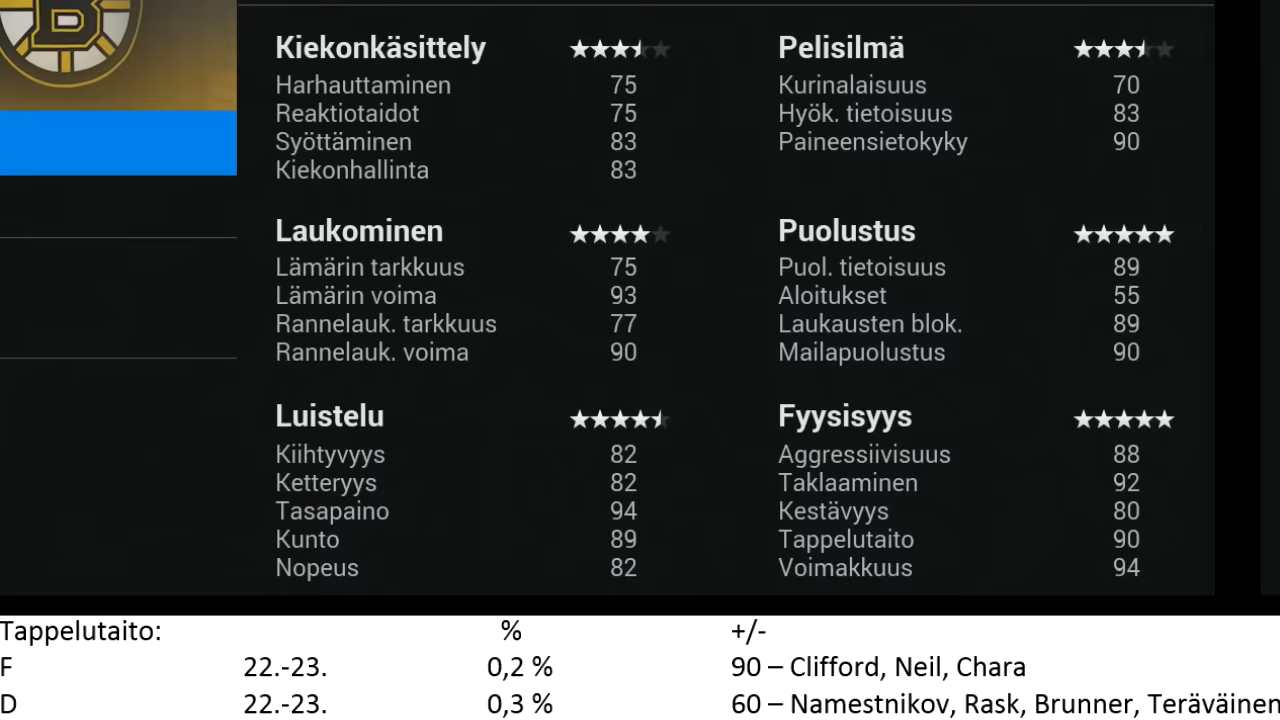 B
Kiekonkäsittely
Harhauttaminen 75
Reaktiotaidot 75
Syöttäminen 83
Kiekonhallinta 83
Pelisilmä
Kurinalaisuus 70
Hyök. tietoisuus 83
Paineensietokyky 90
Laukominen
Lämärin tarkkuus 75
Lämärin voima 93
Rannelauk. tarkkuus 77
Rannelauk. voima 90
Puolustus
Puol. tietoisuus 89
Aloitukset 55
Laukausten blok. 89
Mailapuolustus 90
Luistelu
Kiihtyvyys 82
Ketteryys 82
Tasapaino 94
Kunto 89
Nopeus 82
Fyysisyys
Aggressiivisuus 88
Taklaaminen 92
Kestävyys 80
Tappelutaito 90
Voimakkuus 94
Tappelutaito: % +/-
F 22.-23. 0,2 % 90 – Clifford, Neil, Chara
D 22.-23. 0,3 % 60 – Namestnikov, Rask, Brunner, Teräväinen